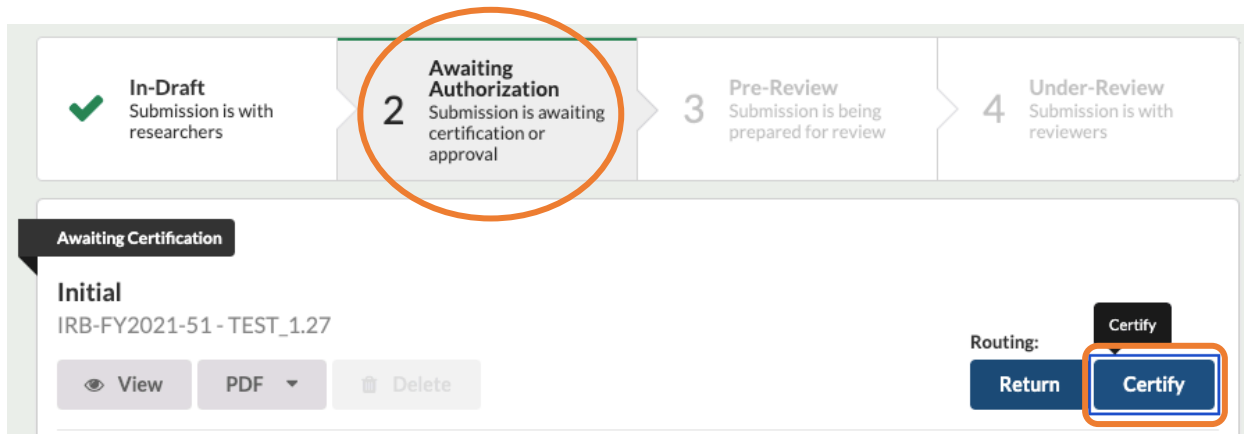 In-Draft
Submission is with
researchers
2
Awaiting
Authorization
Submission is awaiting
certification or
approval
3
Pre-Review
Submission is being
prepared for review
4
Under-Review
Submission is with
reviewers
Awaiting Certification
Initial
IRB-FY2021-51 - TEST_1.27
Certify
Routing:
View
PDF
Delete
Return
Certify